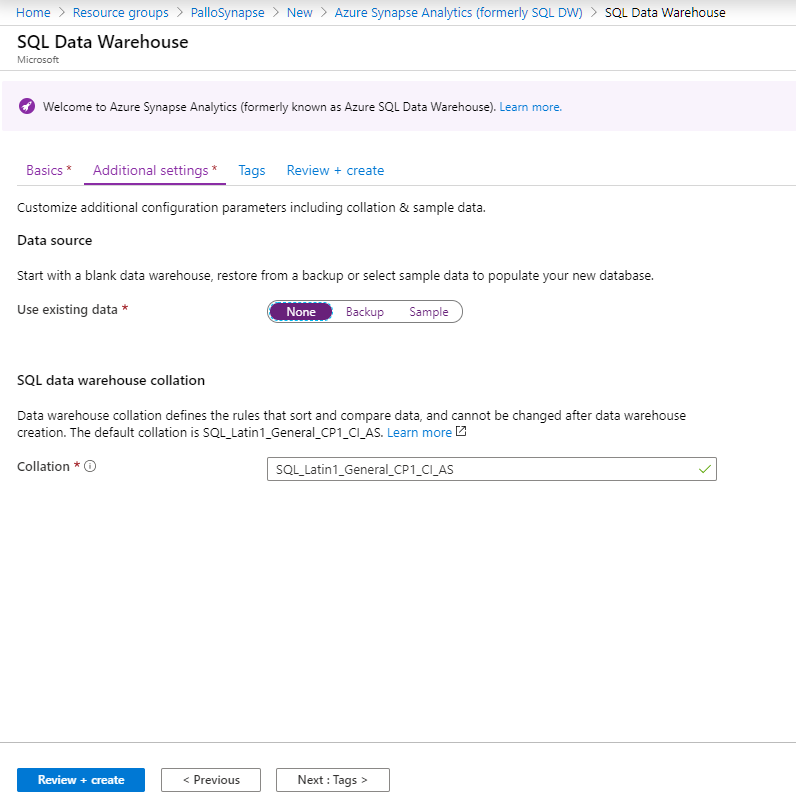 Home > Resource groups > PalloSynapse > New > Azure Synapse Analytics (formerly SQL DW) > SQL Data Warehouse
SQL Data Warehouse
Microsoft
Welcome to Azure Synapse Analytics (formerly known as Azure SQL Data Warehouse). Learn more.
Basics * Additional settings * Tags Review + create
Customize additional configuration parameters including collation & sample data.
Data source
Start with a blank data warehouse, restore from a backup or select sample data to populate your new database.
Use existing data * None Backup Sample
SQL data warehouse collation
Data warehouse collation defines the rules that sort and compare data, and cannot be changed after data warehouse
creation. The default collation is SQL_Latin1_General_CP1_CI_AS. Learn more
Collation * SQL_Latin1_General_CP1_CI_AS
Review + create < Previous Next : Tags >